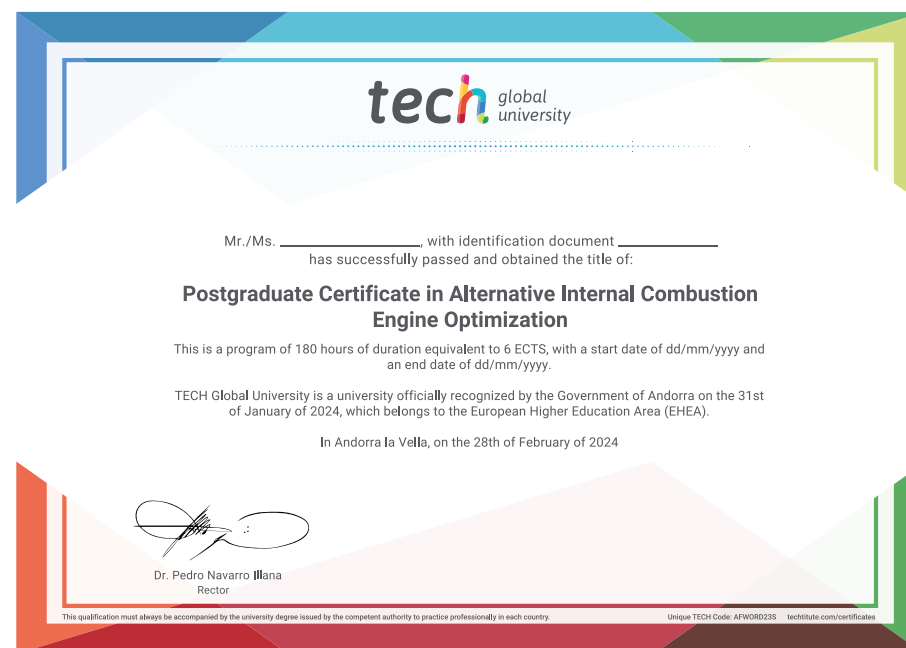 tech global
university
Mr./Ms. ____________________, with identification document ______________
has successfully passed and obtained the title of:
Postgraduate Certificate in Alternative Internal Combustion
Engine Optimization
This is a program of 180 hours of duration equivalent to 6 ECTS, with a start date of dd/mm/yyyy and
an end date of dd/mm/yyyy.
TECH Global University is a university officially recognized by the Government of Andorra on the 31st
of January of 2024, which belongs to the European Higher Education Area (EHEA).
In Andorra la Vella, on the 28th of February of 2024
Dr. Pedro Navarro Illana
Rector
This qualification must always be accompanied by the university degree issued by the competent authority to practice professionally in each country.
Unique TECH Code: AFWORD23S techtitute.com/certificates